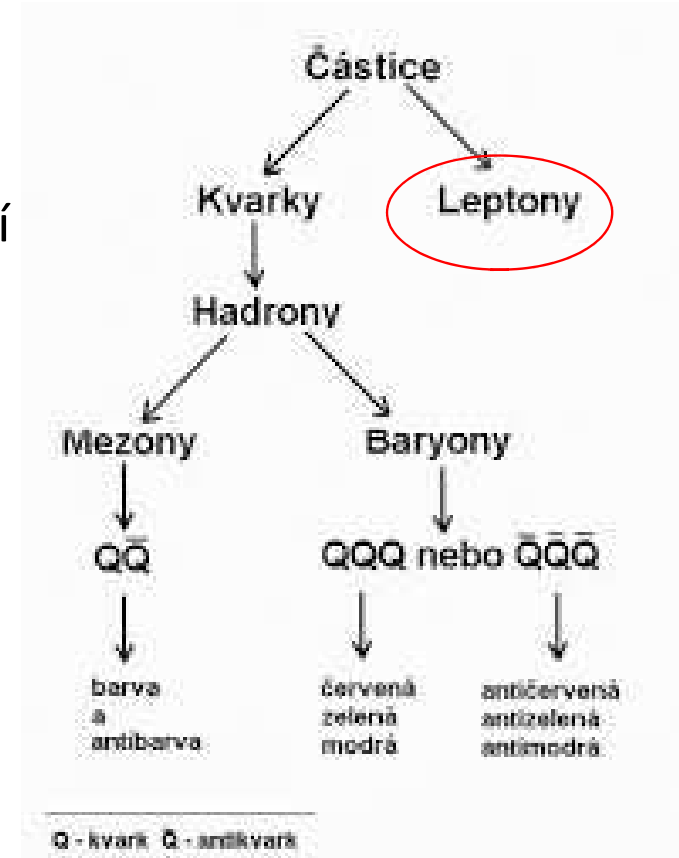 Částice
Kvarky Leptony
í
Hadrony
Mezony Baryony
QQ̅ QQQ nebo Q̅Q̅Q̅
barva červená antičervená
a zelená antizelená
antibarva modrá antimodrá
Q - kvark Q̅ - antikvark